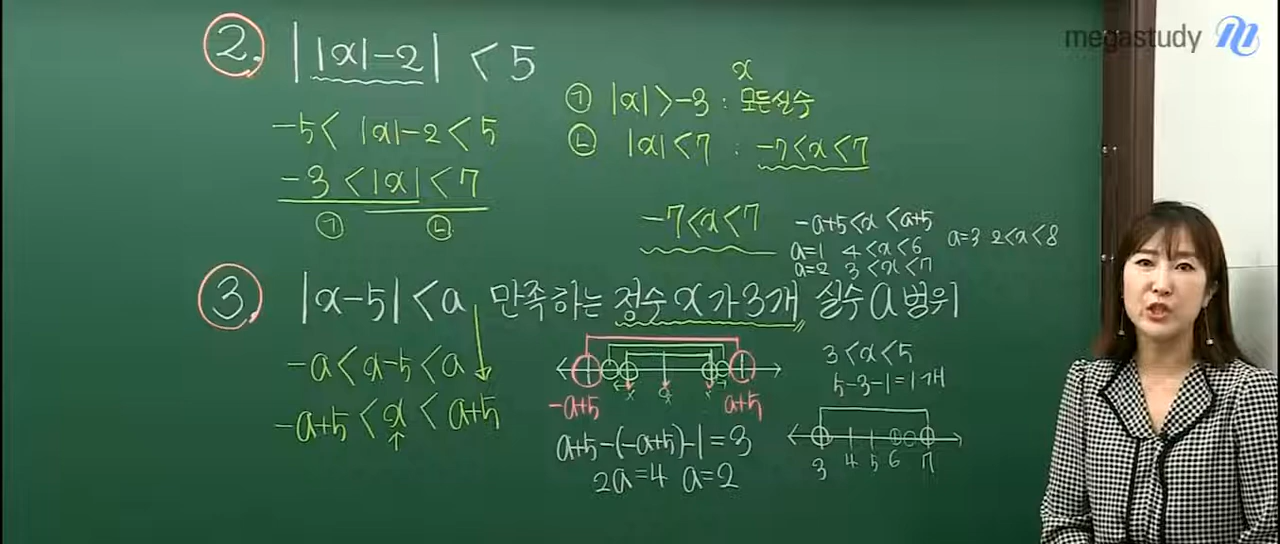 megastudy
2. ||x|-2| < 5
-5 < |x|-2 < 5
-3 < |x| < 7
㉠ ㉡
x
㉠ |x| > -3 : 모든실수
㉡ |x| < 7 : -7<x<7
-7<x<7
-a+5<x<a+5
a=1 4<x<6
a=2 3<x<7
a=3 2<x<8
3. |x-5| < a 만족하는 정수 x가 3개 실수 a 범위
-a < x-5 < a
-a+5 < x < a+5
-a+5 a+5
a+5-(-a+5)-1=3
2a=4 a=2
3<x<5
5-3-1=1개
3 4 5 6 7